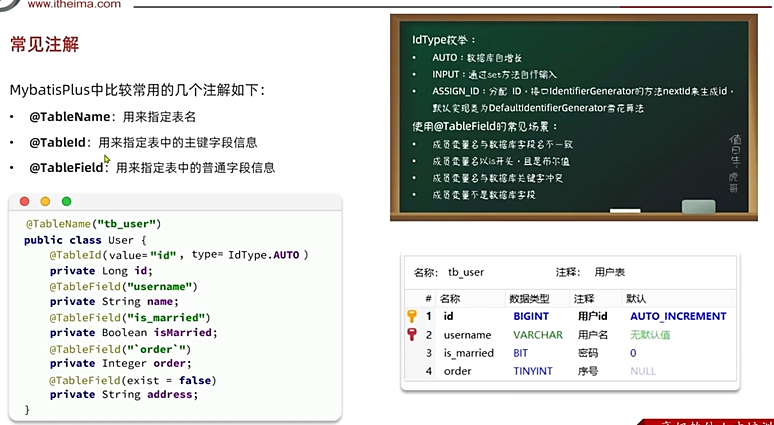 www.itheima.com
常见注解
MybatisPlus中比较常用的几个注解如下：
• @TableName：用来指定表名
• @TableId：用来指定表中的主键字段信息
• @TableField：用来指定表中的普通字段信息
@TableName("tb_user")
public class User {
@TableId(value="id", type=IdType.AUTO)
private Long id;
@TableField("username")
private String name;
@TableField("is_married")
private Boolean isMarried;
@TableField("`order`")
private Integer order;
@TableField(exist = false)
private String address;
}
IdType枚举：
• AUTO：数据库自增长
• INPUT：通过set方法自行输入
• ASSIGN_ID：分配 ID，接口IdentifierGenerator的方法nextId来生成id，
默认实现类为DefaultIdentifierGenerator雪花算法
使用@TableField的常见场景：
• 成员变量名与数据库字段名不一致
• 成员变量名以is开头，且是布尔值
• 成员变量名与数据库关键字冲突
• 成员变量不是数据库字段
值日生 虎哥
名称： tb_user 注释： 用户表
# 名称 数据类型 注释 默认
1 id BIGINT 用户id AUTO_INCREMENT
2 username VARCHAR 用户名 无默认值
3 is_married BIT 密码 0
4 order TINYINT 序号 NULL